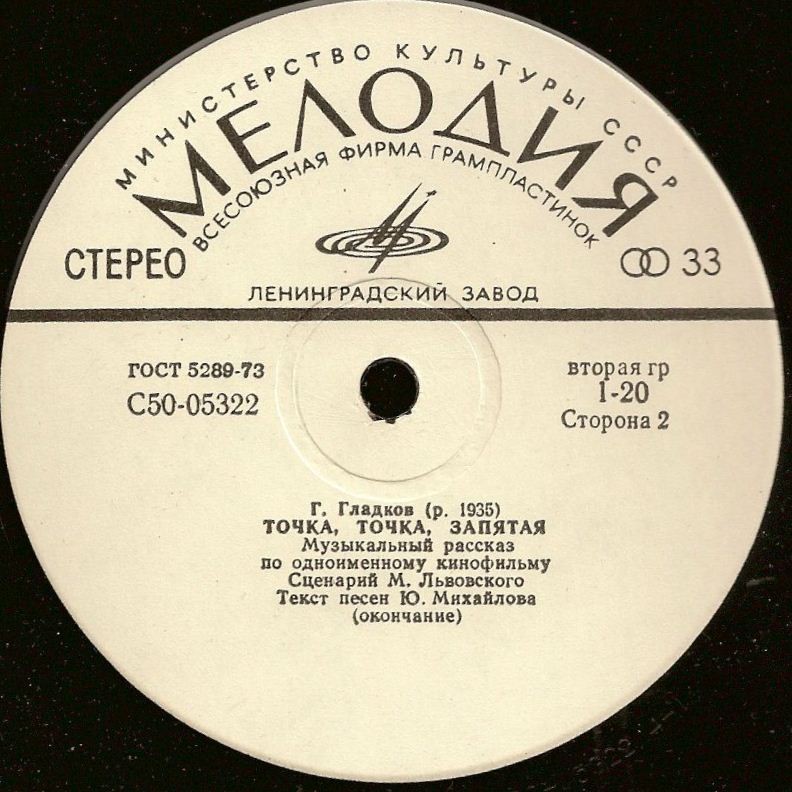 МИНИСТЕРСТВО КУЛЬТУРЫ СССР
МЕЛОДИЯ
ВСЕСОЮЗНАЯ ФИРМА ГРАМПЛАСТИНОК
СТЕРЕО
33
ЛЕНИНГРАДСКИЙ ЗАВОД
ГОСТ 5289-73
С50-05322
вторая гр
1-20
Сторона 2
Г. Гладков (р. 1935)
ТОЧКА, ТОЧКА, ЗАПЯТАЯ
Музыкальный рассказ
по одноименному кинофильму
Сценарий М. Львовского
Текст песен Ю. Михайлова
(окончание)